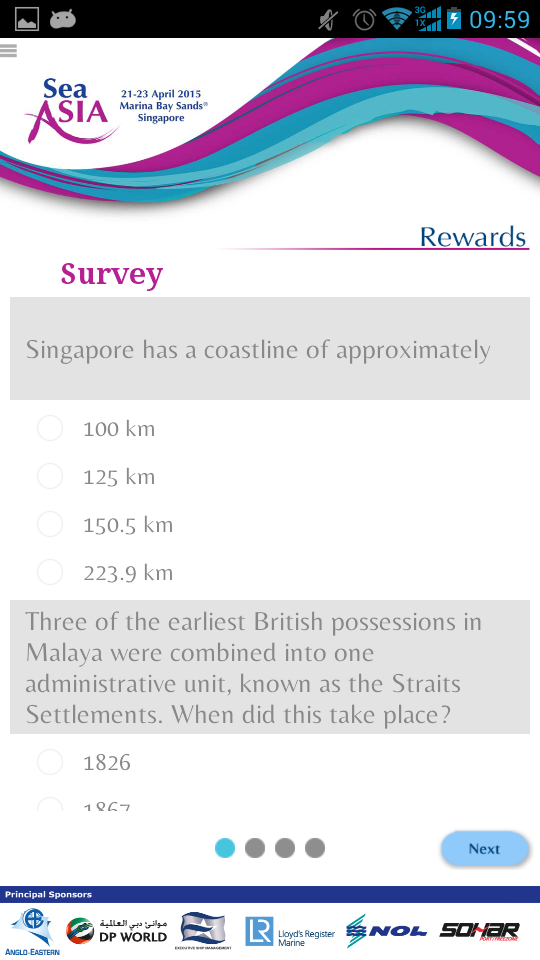 3G
1X
09:59
Sea
ASIA
21-23 April 2015
Marina Bay Sands®
Singapore
Rewards
Survey
Singapore has a coastline of approximately
100 km
125 km
150.5 km
223.9 km
Three of the earliest British possessions in
Malaya were combined into one
administrative unit, known as the Straits
Settlements. When did this take place?
1826
1867
Next
Principal Sponsors
ANGLO-EASTERN
موانئ دبي العالمية
DP WORLD
EXECUTIVE SHIP MANAGEMENT
LR
Lloyd's Register
Marine
NOL
SOHAR
PORT/FREEZONE